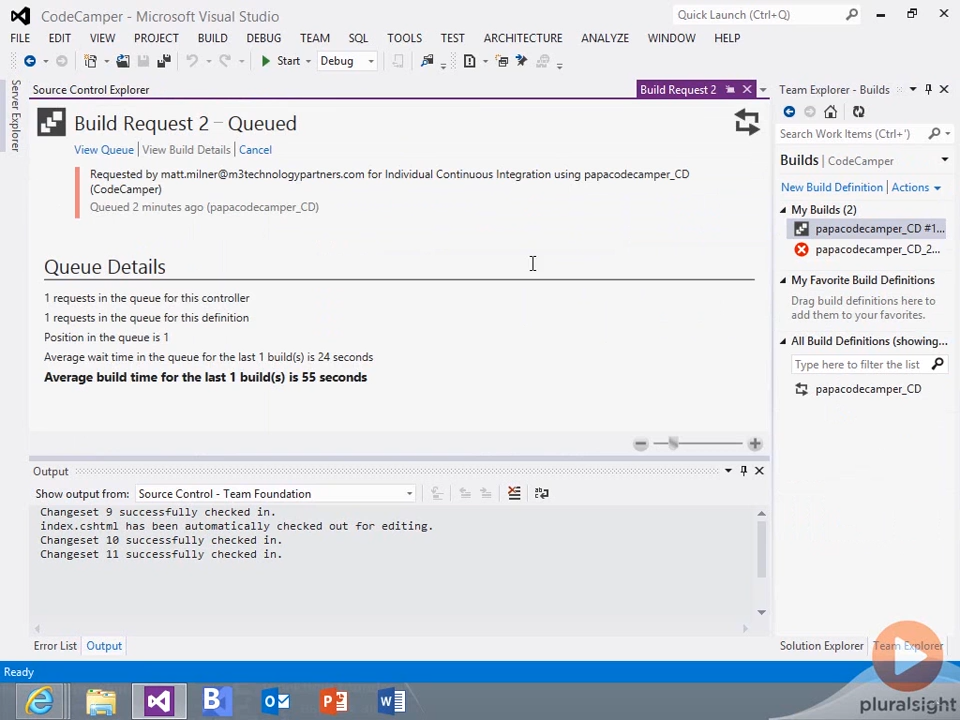 CodeCamper - Microsoft Visual Studio
Quick Launch (Ctrl+Q)
FILE EDIT VIEW PROJECT BUILD DEBUG TEAM SQL TOOLS TEST ARCHITECTURE ANALYZE WINDOW HELP
Start Debug
Server Explorer
Source Control Explorer
Build Request 2
Build Request 2 – Queued
View Queue | View Build Details | Cancel
Requested by matt.milner@m3technologypartners.com for Individual Continuous Integration using papacodecamper_CD
(CodeCamper)
Queued 2 minutes ago (papacodecamper_CD)
Queue Details
1 requests in the queue for this controller
1 requests in the queue for this definition
Position in the queue is 1
Average wait time in the queue for the last 1 build(s) is 24 seconds
Average build time for the last 1 build(s) is 55 seconds
Team Explorer - Builds
Search Work Items (Ctrl+')
Builds | CodeCamper
New Build Definition | Actions
My Builds (2)
papacodecamper_CD #1...
papacodecamper_CD_2...
My Favorite Build Definitions
Drag build definitions here to
add them to your favorites.
All Build Definitions (showing...
Type here to filter the list
papacodecamper_CD
Output
Show output from: Source Control - Team Foundation
Changeset 9 successfully checked in.
index.cshtml has been automatically checked out for editing.
Changeset 10 successfully checked in.
Changeset 11 successfully checked in.
Error List Output
Solution Explorer Team Explorer
Ready
pluralsight